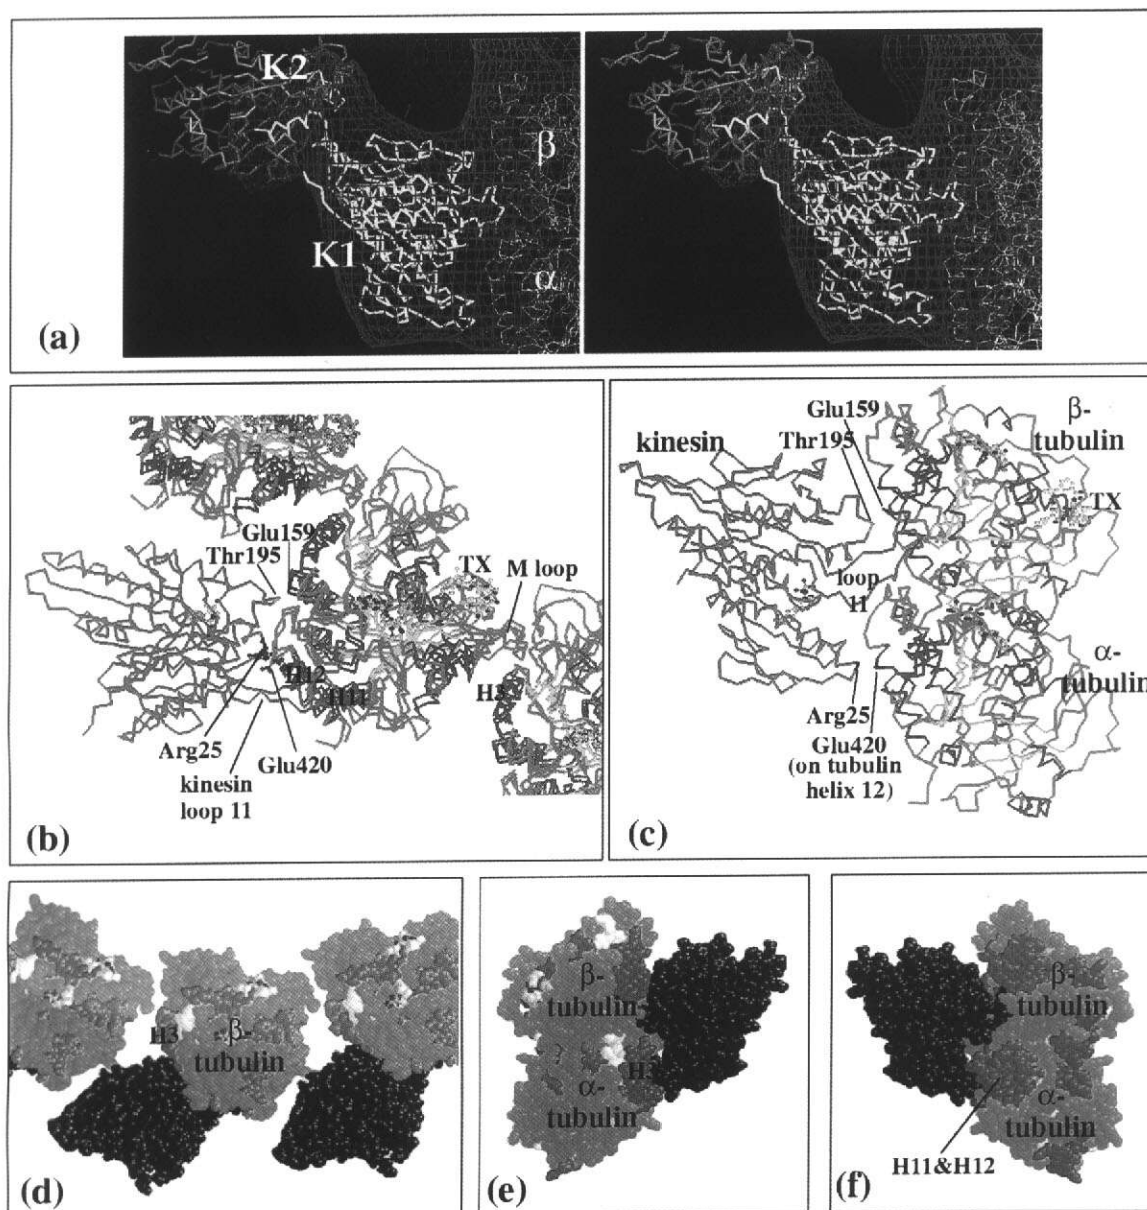 K2
β
K1
α
(a)
Glu159
Thr195
TX
M loop
H12
H11
H3
Arg25
Glu420
kinesin
loop 11
(b)
Glu159
β-
tubulin
kinesin
Thr195
TX
loop
11
α-
tubulin
Arg25
Glu420
(on tubulin
helix 12)
(c)
H3
β-
tubulin
(d)
β-
tubulin
H3
α-
tubulin
(e)
β-
tubulin
α-
tubulin
H11&H12
(f)